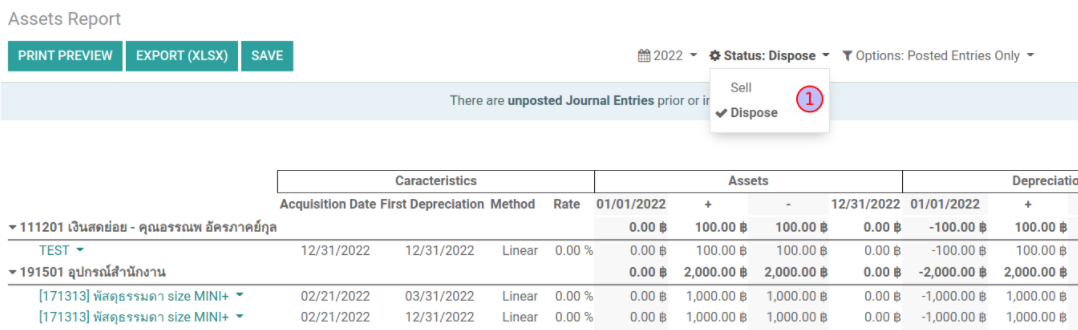 Assets Report
PRINT PREVIEW EXPORT (XLSX) SAVE 2022 Status: Dispose Options: Posted Entries Only
Sell
Dispose
1
There are unposted Journal Entries prior or
Caracteristics Assets
Acquisition Date First Depreciation Method Rate 01/01/2022 + - 12/31/2022 01/01/2022 +
111201 เงินสดย่อย - คุณอรรณพ อัครภาคย์กุล 0.00 ฿ 100.00 ฿ 100.00 ฿ 0.00 ฿ -100.00 ฿ 100.00 ฿
TEST 12/31/2022 12/31/2022 Linear 0.00 % 0.00 ฿ 100.00 ฿ 100.00 ฿ 0.00 ฿ -100.00 ฿ 100.00 ฿
191501 อุปกรณ์สำนักงาน 0.00 ฿ 2,000.00 ฿ 2,000.00 ฿ 0.00 ฿ -2,000.00 ฿ 2,000.00 ฿
[171313] พัสดุธรรมดา size MINI+ 02/21/2022 03/31/2022 Linear 0.00 % 0.00 ฿ 1,000.00 ฿ 1,000.00 ฿ 0.00 ฿ -1,000.00 ฿ 1,000.00 ฿
[171313] พัสดุธรรมดา size MINI+ 02/21/2022 12/31/2022 Linear 0.00 % 0.00 ฿ 1,000.00 ฿ 1,000.00 ฿ 0.00 ฿ -1,000.00 ฿ 1,000.00 ฿